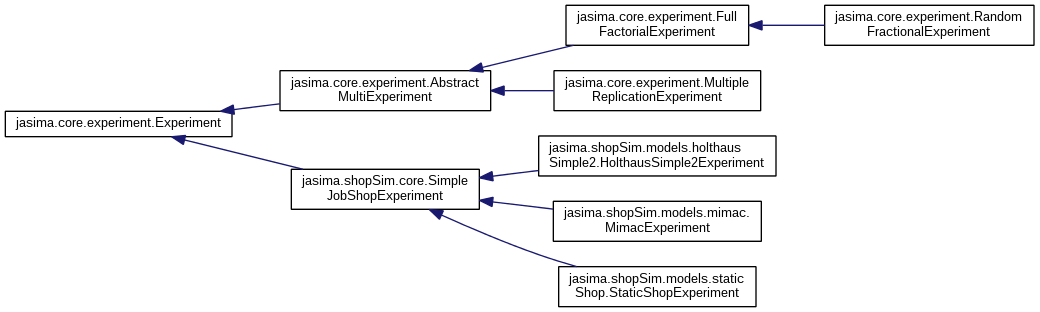 jasima.core.experiment.Full
FactorialExperiment
jasima.core.experiment.Random
FractionalExperiment
jasima.core.experiment.Abstract
MultiExperiment
jasima.core.experiment.Multiple
ReplicationExperiment
jasima.core.experiment.Experiment
jasima.shopSim.models.holthaus
Simple2.HolthausSimple2Experiment
jasima.shopSim.core.Simple
JobShopExperiment
jasima.shopSim.models.mimac.
MimacExperiment
jasima.shopSim.models.static
Shop.StaticShopExperiment